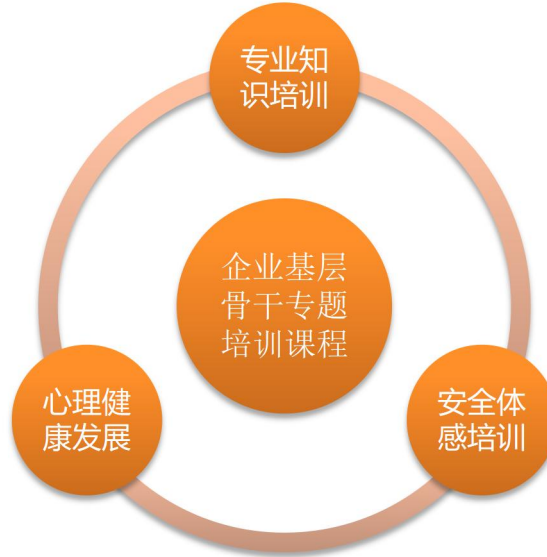 专业知
识培训
企业基层
骨干专题
培训课程
心理健
康发展
安全体
感培训